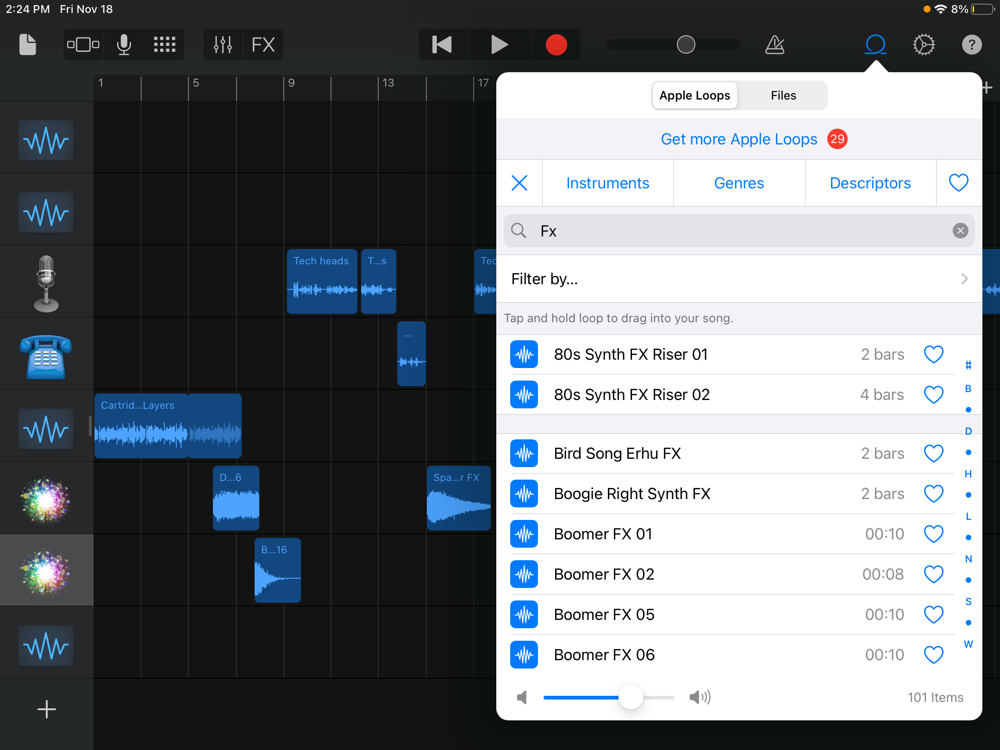 2:24 PM Fri Nov 18
8%
FX
?
1 5 9 13 17
Apple Loops Files
Get more Apple Loops 29
Instruments Genres Descriptors
Fx
Filter by...
Tap and hold loop to drag into your song.
80s Synth FX Riser 01 2 bars
80s Synth FX Riser 02 4 bars
Bird Song Erhu FX 2 bars
Boogie Right Synth FX 2 bars
Boomer FX 01 00:10
Boomer FX 02 00:08
Boomer FX 05 00:10
Boomer FX 06 00:10
#
B
D
H
L
N
S
W
101 Items
Tech heads T...s Tec
...
Cartrid...Layers
D...6 Spa...r FX
B...16